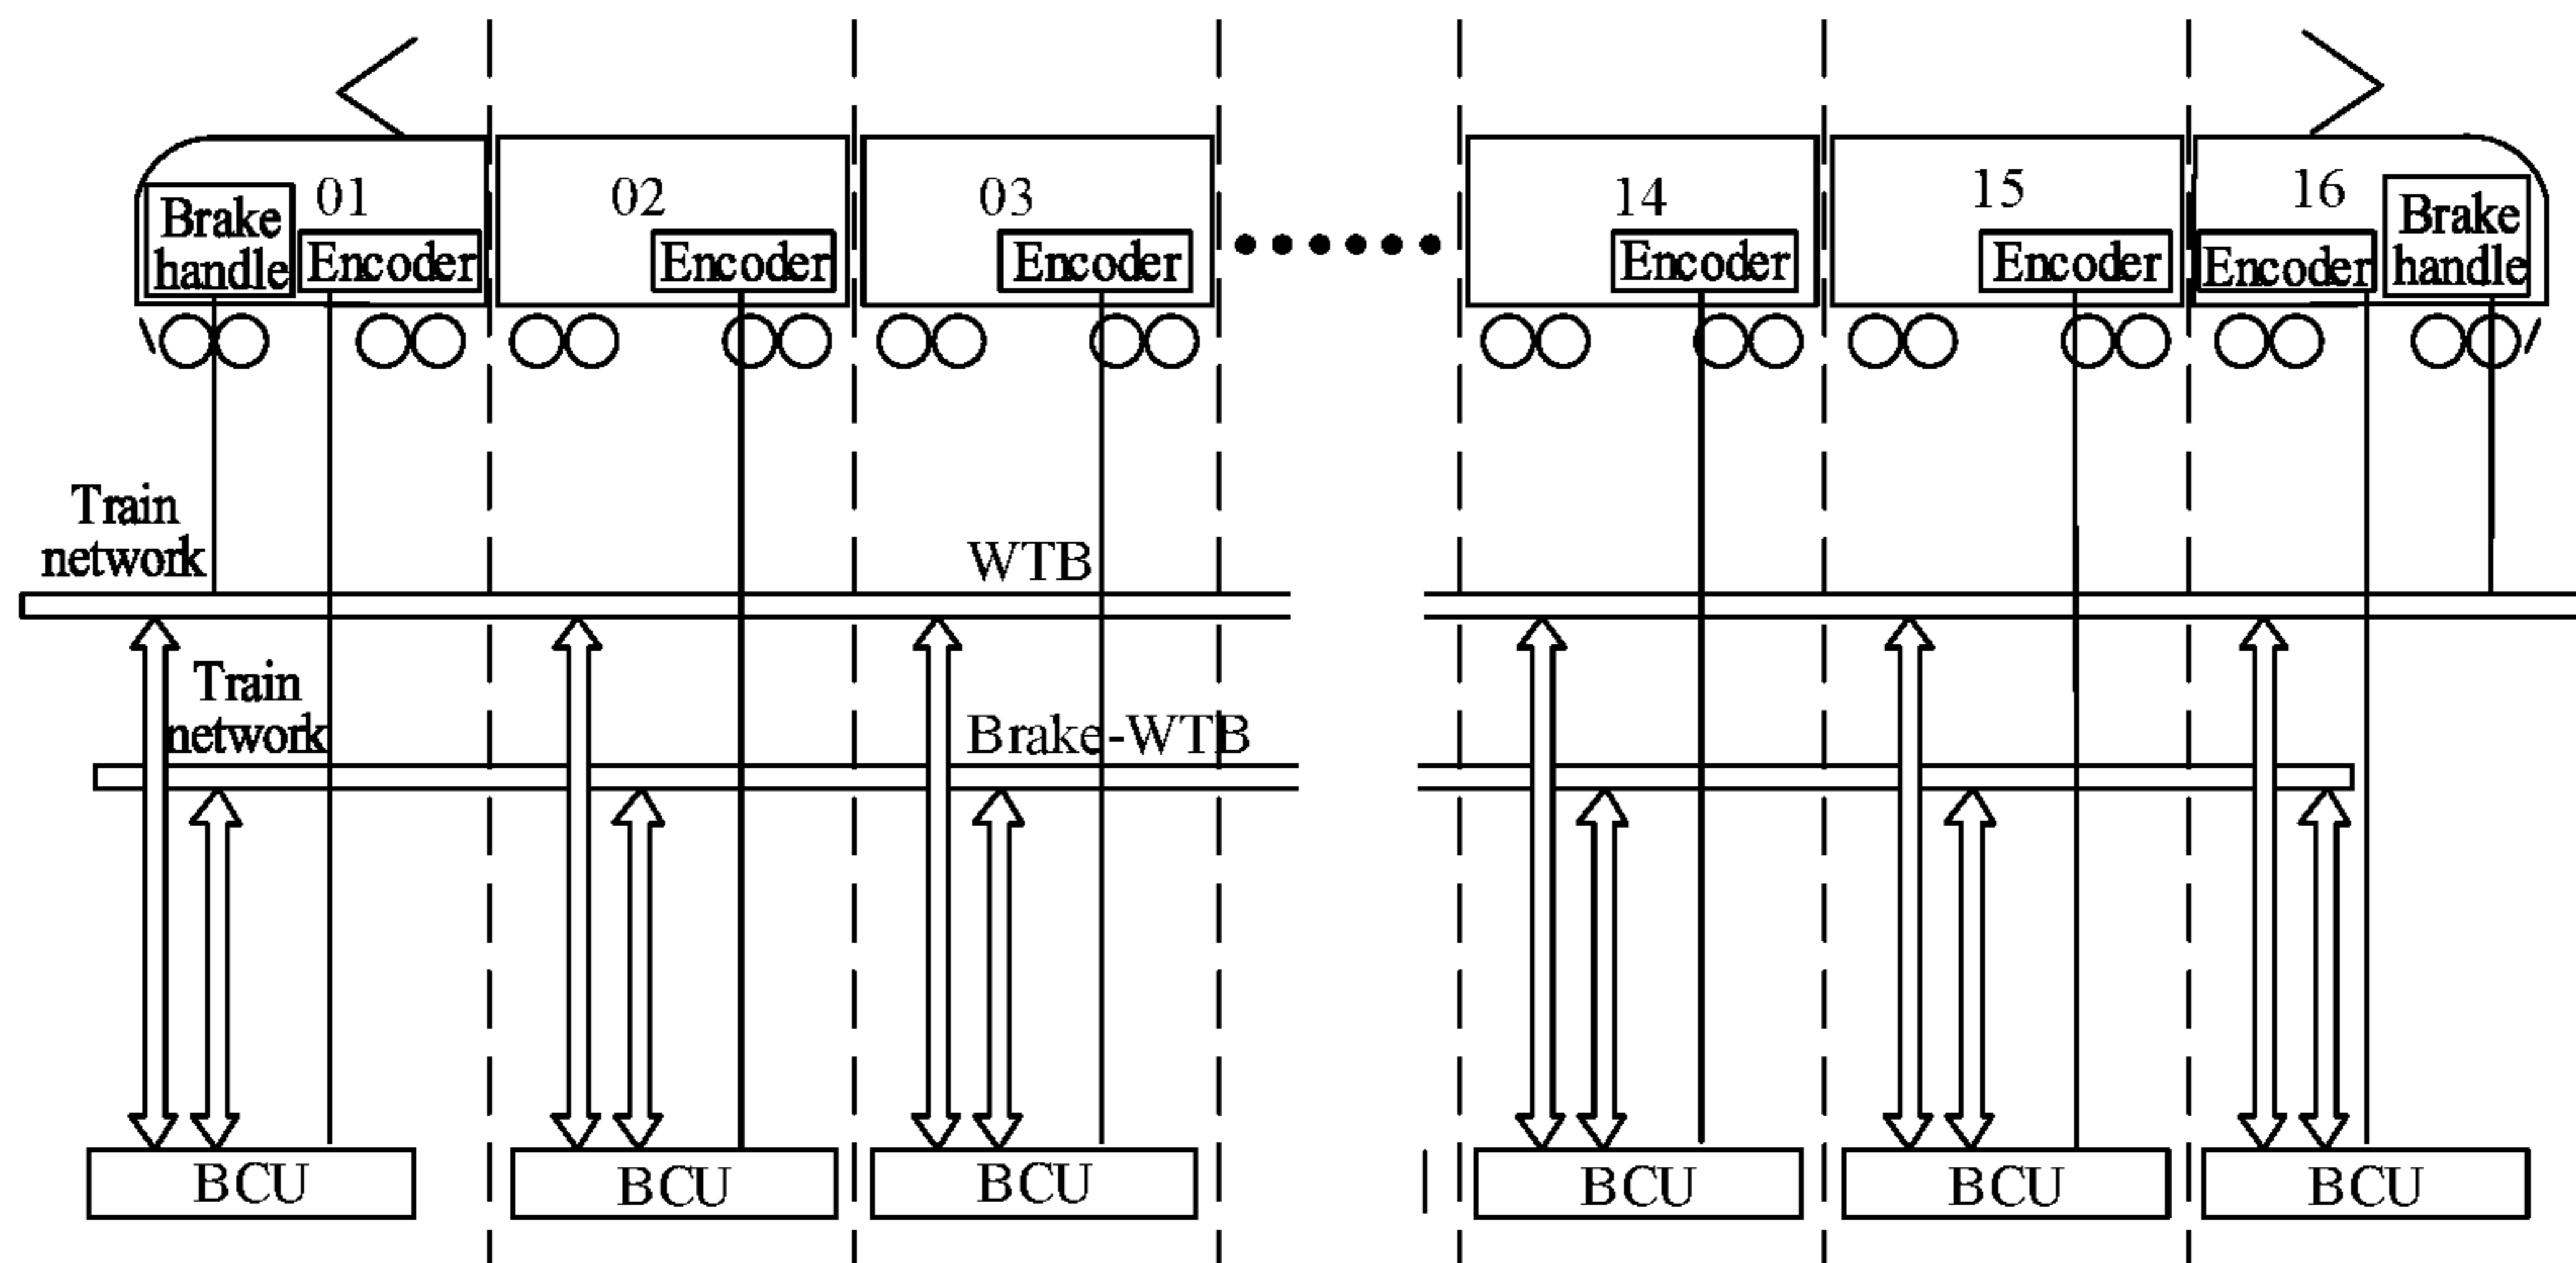 01
02
03
14
15
16
Brake
handle
Encoder
Encoder
Encoder
Encoder
Encoder
Encoder
Brake
handle
Train
network
WTB
Train
network
Brake-WTB
BCU
BCU
BCU
BCU
BCU
BCU